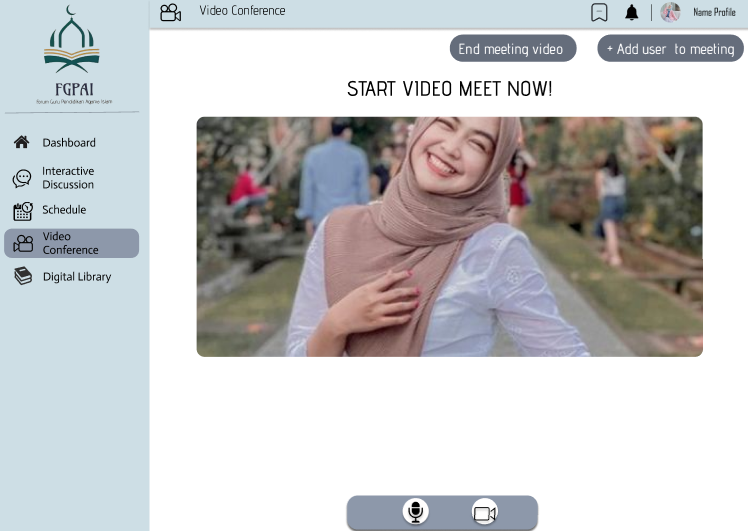 Video Conference
Name Profile
FGPAI
Forum Guru Pendidikan Agama Islam
End meeting video
+ Add user to meeting
START VIDEO MEET NOW!
Dashboard
Interactive
Discussion
Schedule
Video
Conference
Digital Library